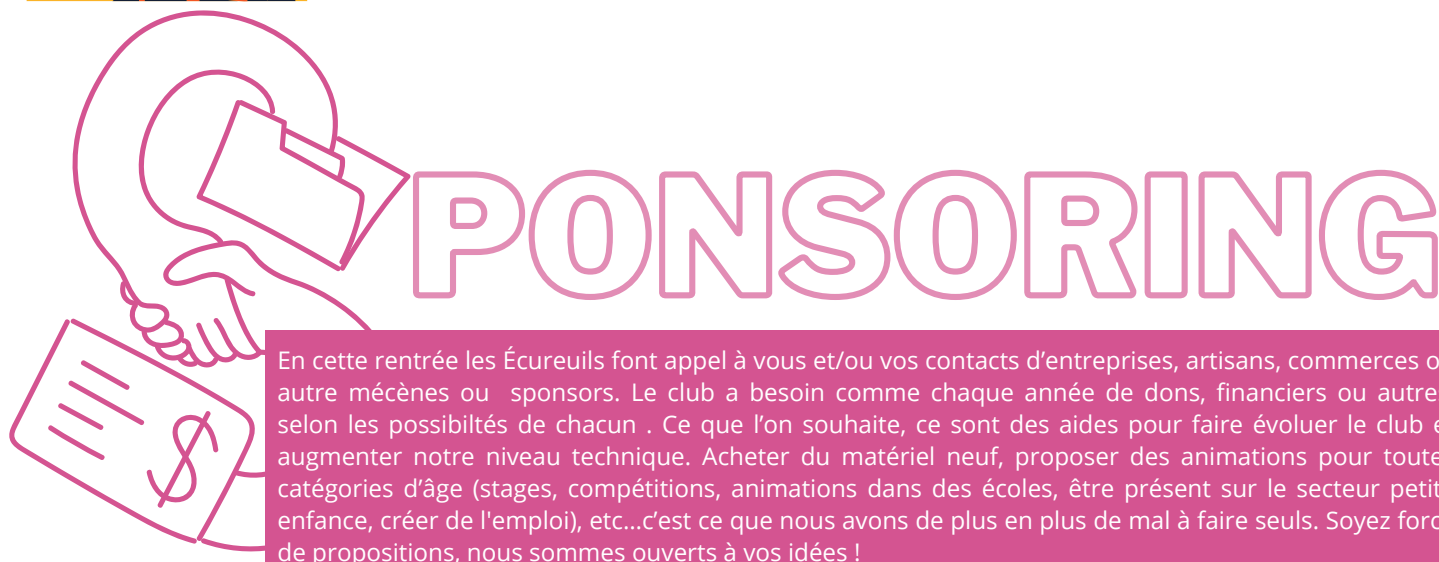 PONSORING
En cette rentrée les Écureuils font appel à vous et/ou vos contacts d’entreprises, artisans, commerces o
autre mécènes ou sponsors. Le club a besoin comme chaque année de dons, financiers ou autre
selon les possibiltés de chacun . Ce que l’on souhaite, ce sont des aides pour faire évoluer le club e
augmenter notre niveau technique. Acheter du matériel neuf, proposer des animations pour toute
catégories d’âge (stages, compétitions, animations dans des écoles, être présent sur le secteur petit
enfance, créer de l'emploi), etc...c’est ce que nous avons de plus en plus de mal à faire seuls. Soyez forc
de propositions, nous sommes ouverts à vos idées !
$